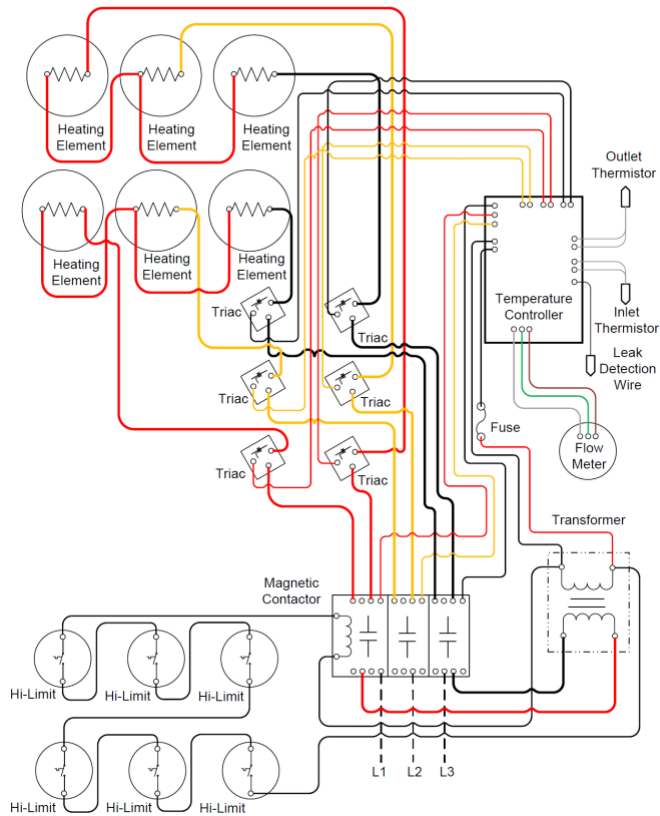 Heating
Element
Heating
Element
Heating
Element
Outlet
Thermistor
Heating
Element
Heating
Element
Heating
Element
Temperature
Controller
Inlet
Thermistor
Triac
Triac
Leak
Detection
Wire
Triac
Triac
Fuse
Flow
Meter
Triac
Triac
Transformer
Magnetic
Contactor
Hi-Limit
Hi-Limit
Hi-Limit
L1
L2
L3
Hi-Limit
Hi-Limit
Hi-Limit